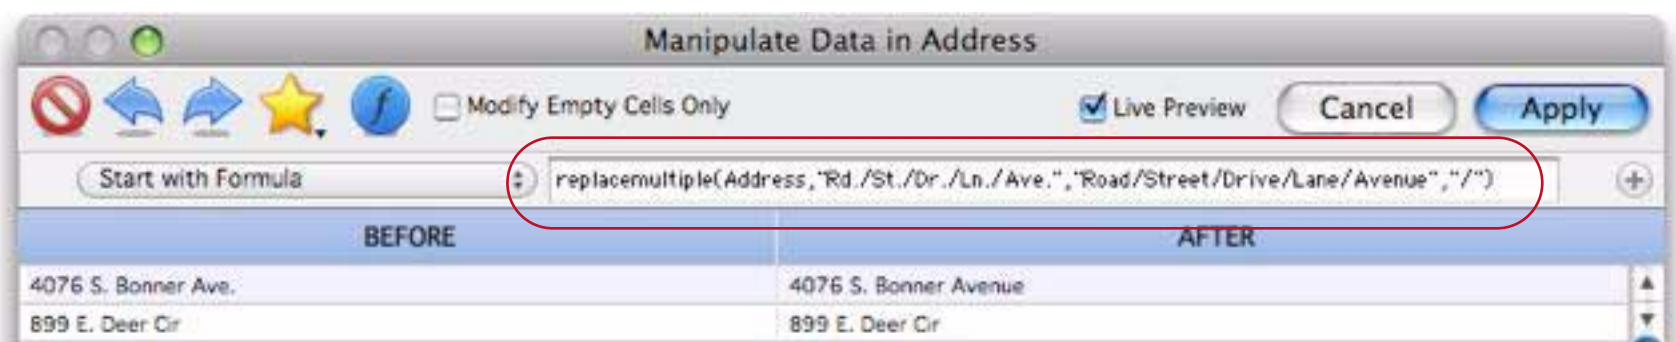 Manipulate Data in Address
Modify Empty Cells Only
Live Preview
Cancel
Apply
Start with Formula
replacemultiple(Address,"Rd./St./Dr./Ln./Ave.","Road/Street/Drive/Lane/Avenue","/")
BEFORE
AFTER
4076 S. Bonner Ave.
4076 S. Bonner Avenue
899 E. Deer Cir
899 E. Deer Cir